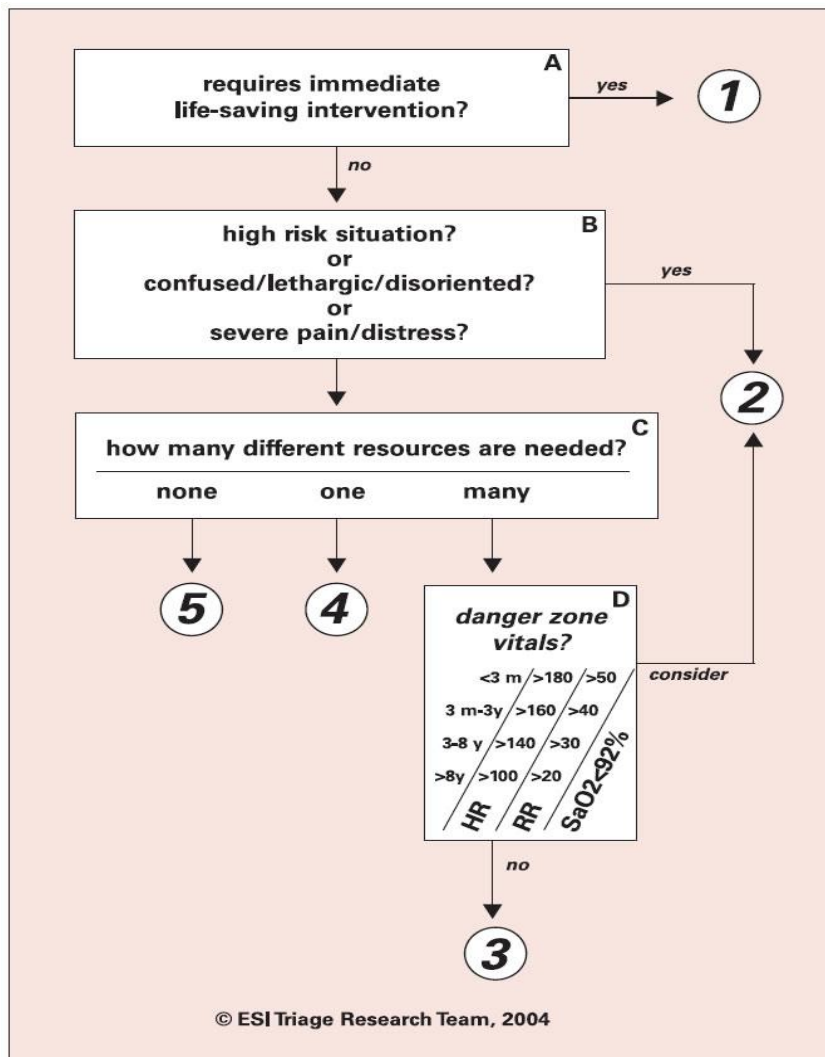 A
requires immediate
life-saving intervention?
yes
1
no
B
high risk situation?
or
confused/lethargic/disoriented?
or
severe pain/distress?
yes
2
C
how many different resources are needed?
none one many
5 4
D
danger zone
vitals?
<3 m >180 >50
3 m-3y >160 >40
3-8 y >140 >30
>8y >100 >20
HR RR SaO2<92%
consider
no
3
© ESI Triage Research Team, 2004